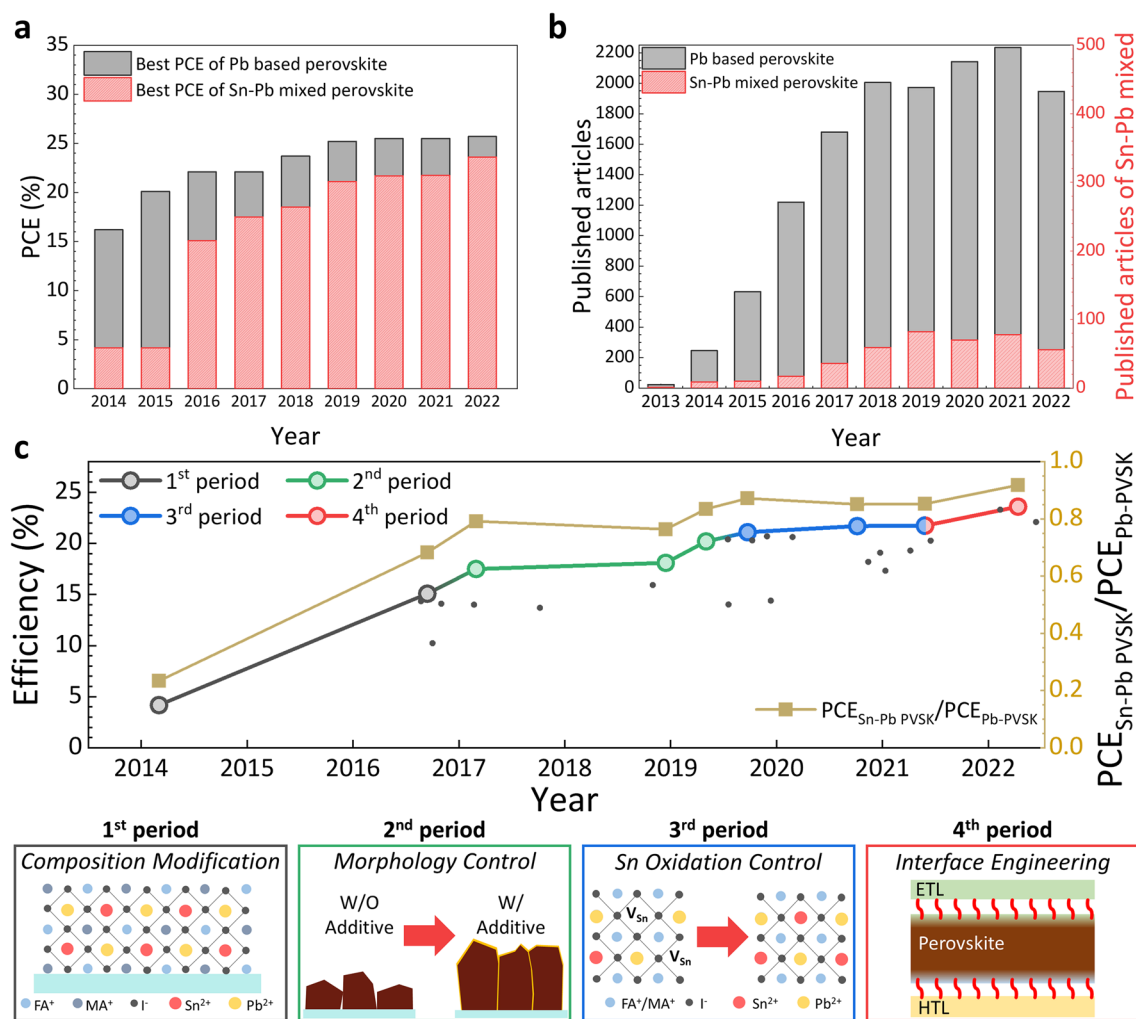 a
35
30
25
20
15
10
5
0
PCE (%)
Best PCE of Pb based perovskite
Best PCE of Sn-Pb mixed perovskite
2014 2015 2016 2017 2018 2019 2020 2021 2022
Year
b
2200
2000
1800
1600
1400
1200
1000
800
600
400
200
0
Published articles
Pb based perovskite
Sn-Pb mixed perovskite
500
400
300
200
100
0
Published articles of Sn-Pb mixed
2013 2014 2015 2016 2017 2018 2019 2020 2021 2022
Year
c
25
20
15
10
5
0
Efficiency (%)
1st period
2nd period
3rd period
4th period
PCESn-Pb PVSK/PCEPb-PVSK
1.0
0.8
0.6
0.4
0.2
0.0
PCESn-Pb PVSK/PCEPb-PVSK
2014 2015 2016 2017 2018 2019 2020 2021 2022
Year
1st period
Composition Modification
FA+ MA+ I- Sn2+ Pb2+
2nd period
Morphology Control
W/O
Additive
W/
Additive
3rd period
Sn Oxidation Control
VSn
VSn
FA+/MA+ I- Sn2+ Pb2+
4th period
Interface Engineering
ETL
Perovskite
HTL